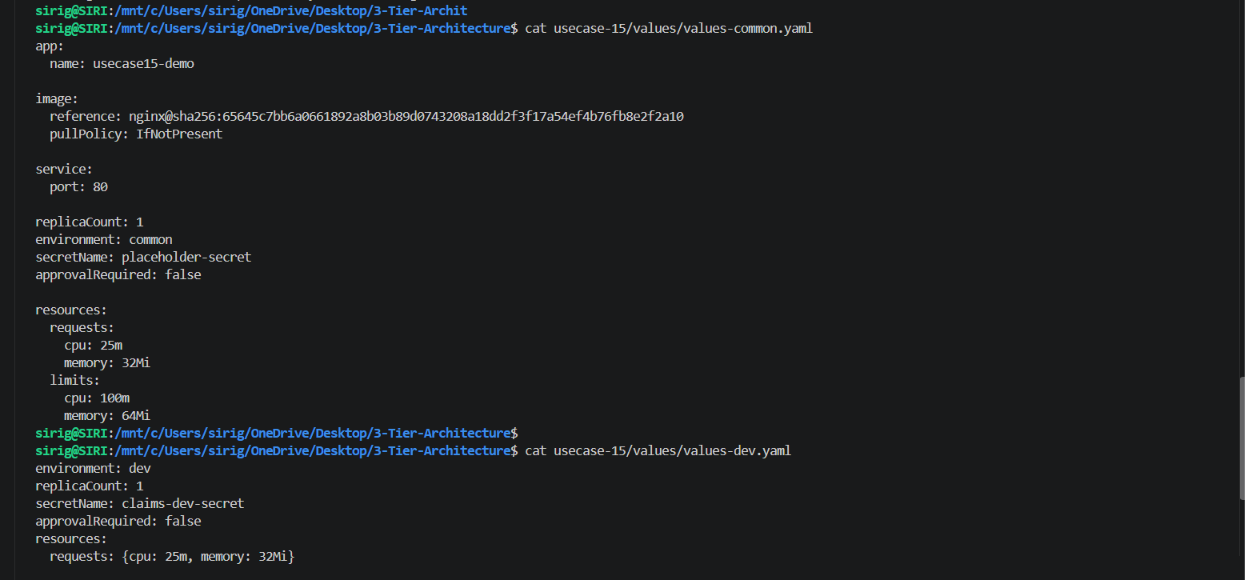 sirig@SIRI:/mnt/c/Users/sirig/OneDrive/Desktop/3-Tier-Archit
sirig@SIRI:/mnt/c/Users/sirig/OneDrive/Desktop/3-Tier-Architecture$ cat usecase-15/values/values-common.yaml
app:
  name: usecase15-demo

image:
  reference: nginx@sha256:65645c7bb6a0661892a8b03b89d0743208a18dd2f3f17a54ef4b76fb8e2f2a10
  pullPolicy: IfNotPresent

service:
  port: 80

replicaCount: 1
environment: common
secretName: placeholder-secret
approvalRequired: false

resources:
  requests:
    cpu: 25m
    memory: 32Mi
  limits:
    cpu: 100m
    memory: 64Mi
sirig@SIRI:/mnt/c/Users/sirig/OneDrive/Desktop/3-Tier-Architecture$
sirig@SIRI:/mnt/c/Users/sirig/OneDrive/Desktop/3-Tier-Architecture$ cat usecase-15/values/values-dev.yaml
environment: dev
replicaCount: 1
secretName: claims-dev-secret
approvalRequired: false
resources:
  requests: {cpu: 25m, memory: 32Mi}